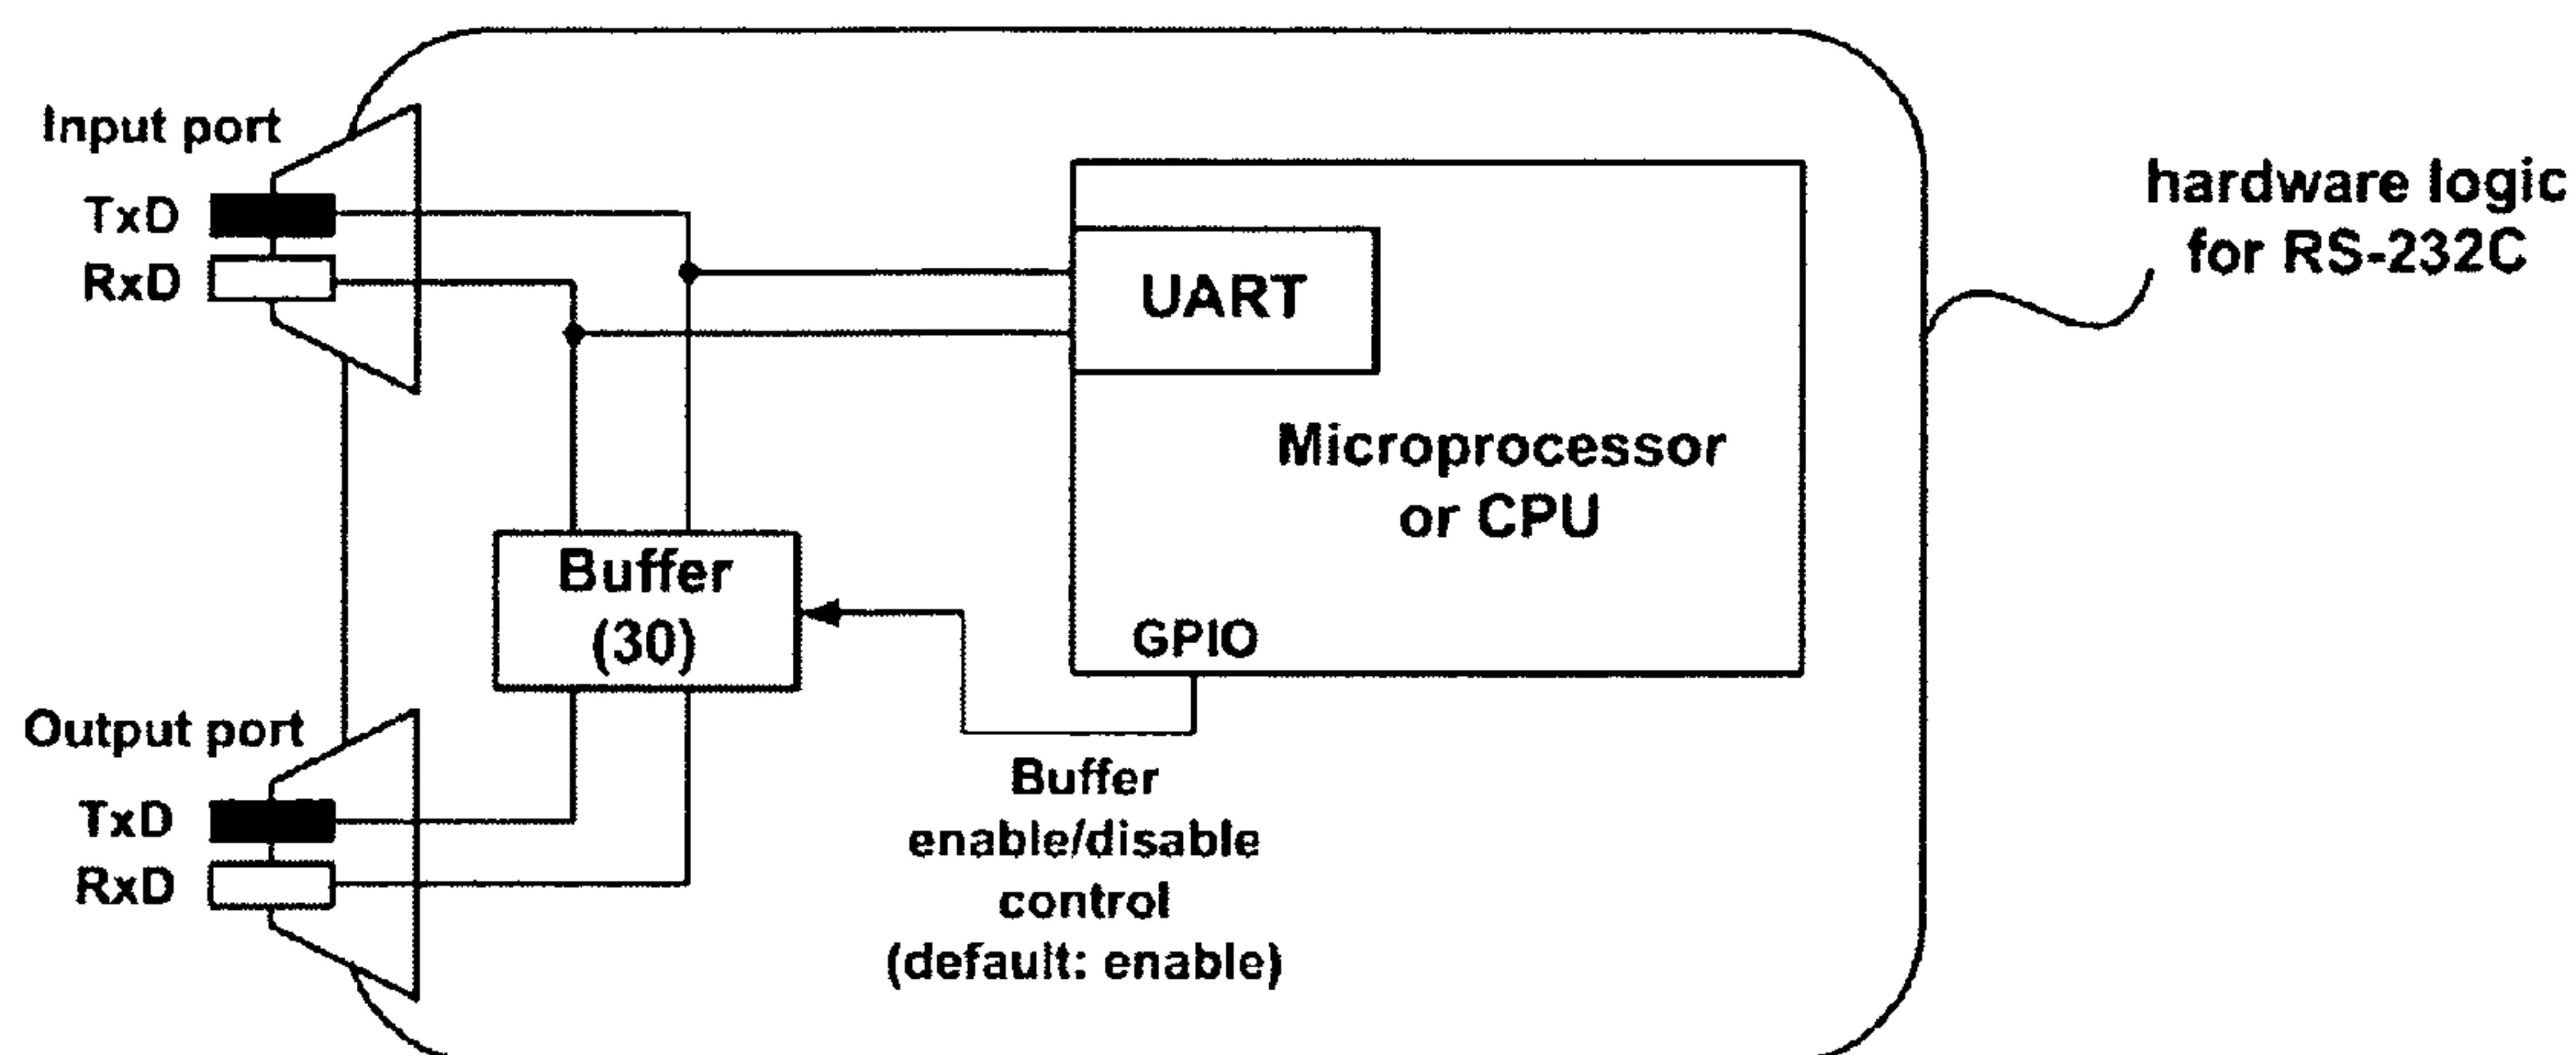 Input port
TxD
RxD
hardware logic
for RS-232C
UART
Microprocessor
or CPU
Buffer
(30)
GPIO
Output port
TxD
RxD
Buffer
enable/disable
control
(default: enable)